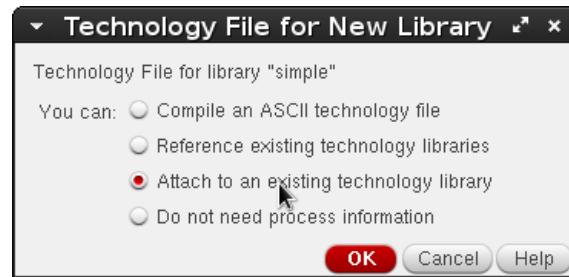 Technology File for New Library
Technology File for library "simple"
You can: Compile an ASCII technology file
Reference existing technology libraries
Attach to an existing technology library
Do not need process information
OK Cancel Help